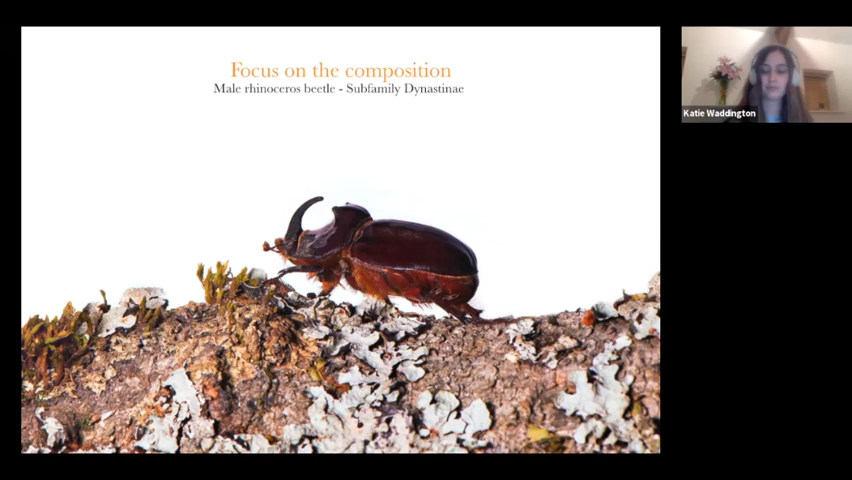 Focus on the composition
Male rhinoceros beetle - Subfamily Dynastinae
Katie Waddington